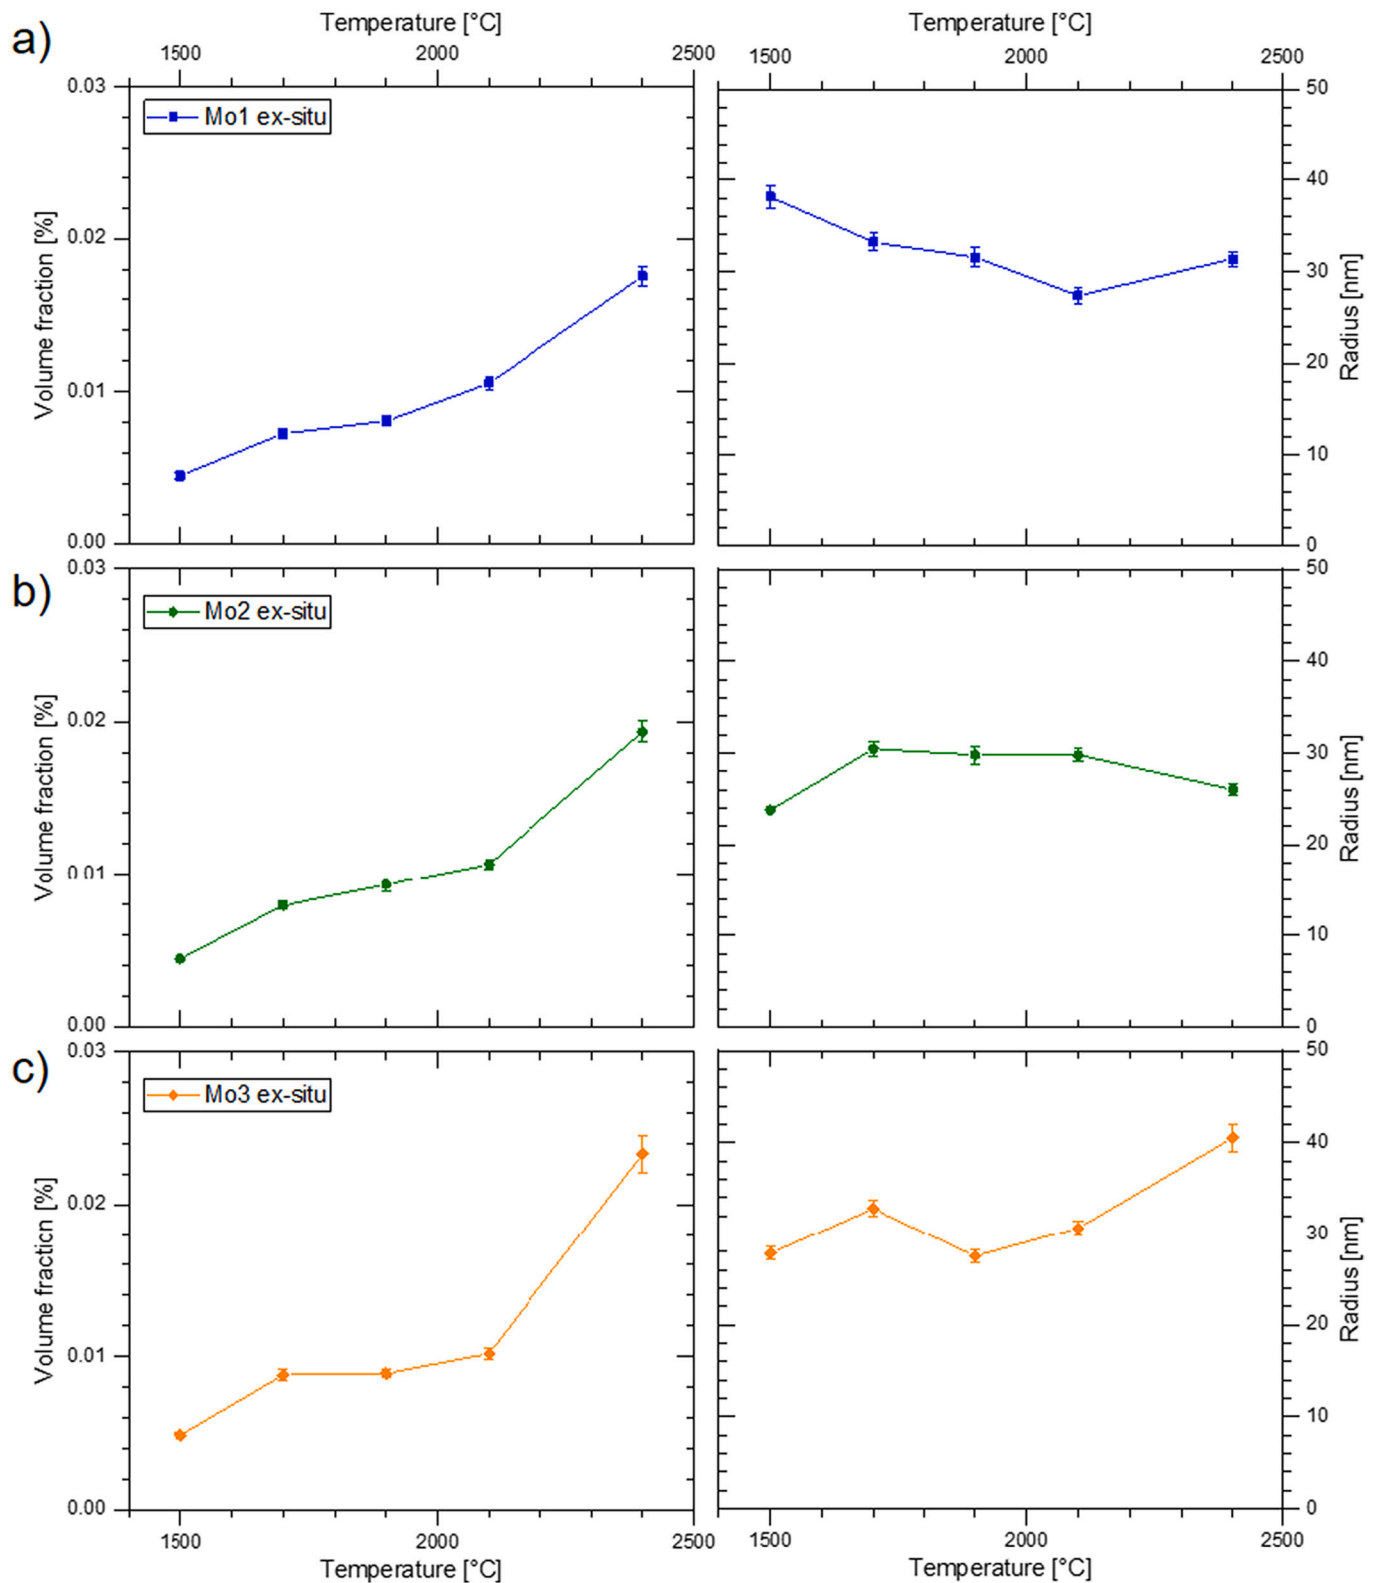 a)
Temperature [°C]
1500 2000 2500
Temperature [°C]
1500 2000 2500
Mo1 ex-situ
Volume fraction [%]
0.03
0.02
0.01
0.00
50
40
30
20
10
0
Radius [nm]
b)
Mo2 ex-situ
Volume fraction [%]
0.03
0.02
0.01
0.00
50
40
30
20
10
0
Radius [nm]
c)
Mo3 ex-situ
Volume fraction [%]
0.03
0.02
0.01
0.00
50
40
30
20
10
0
Radius [nm]
1500 2000 2500
Temperature [°C]
1500 2000 2500
Temperature [°C]